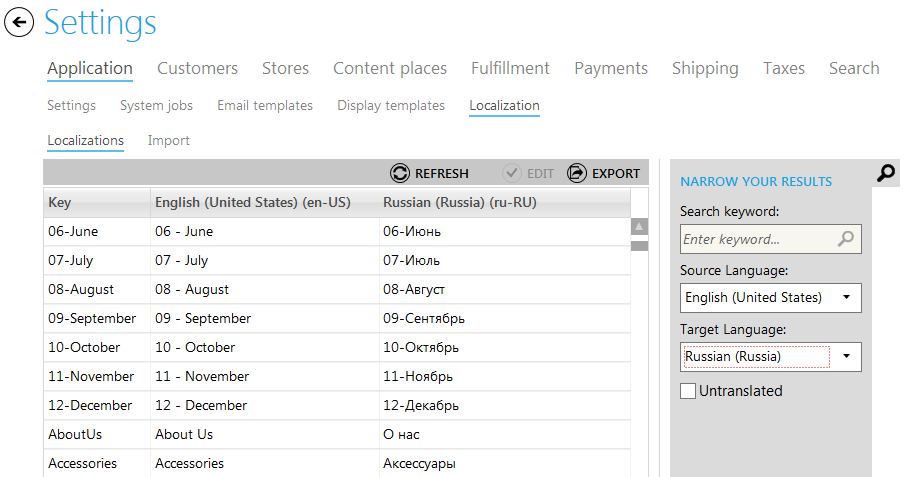 Settings
Application Customers Stores Content places Fulfillment Payments Shipping Taxes Search
Settings System jobs Email templates Display templates Localization
Localizations Import
REFRESH EDIT EXPORT
Key English (United States) (en-US) Russian (Russia) (ru-RU)
06-June 06 - June 06-Июнь
07-July 07 - July 07-Июль
08-August 08 - August 08-Август
09-September 09 - September 09-Сентябрь
10-October 10 - October 10-Октябрь
11-November 11 - November 11-Ноябрь
12-December 12 - December 12-Декабрь
AboutUs About Us О нас
Accessories Accessories Аксессуары
NARROW YOUR RESULTS
Search keyword:
Enter keyword...
Source Language:
English (United States)
Target Language:
Russian (Russia)
Untranslated